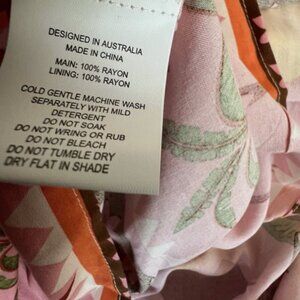 DESIGNED IN AUSTRALIA
MADE IN CHINA
MAIN: 100% RAYON
LINING: 100% RAYON
COLD GENTLE MACHINE WASH
SEPARATELY WITH MILD
DETERGENT
DO NOT SOAK
DO NOT WRING OR RUB
DO NOT BLEACH
DO NOT TUMBLE DRY
DRY FLAT IN SHADE